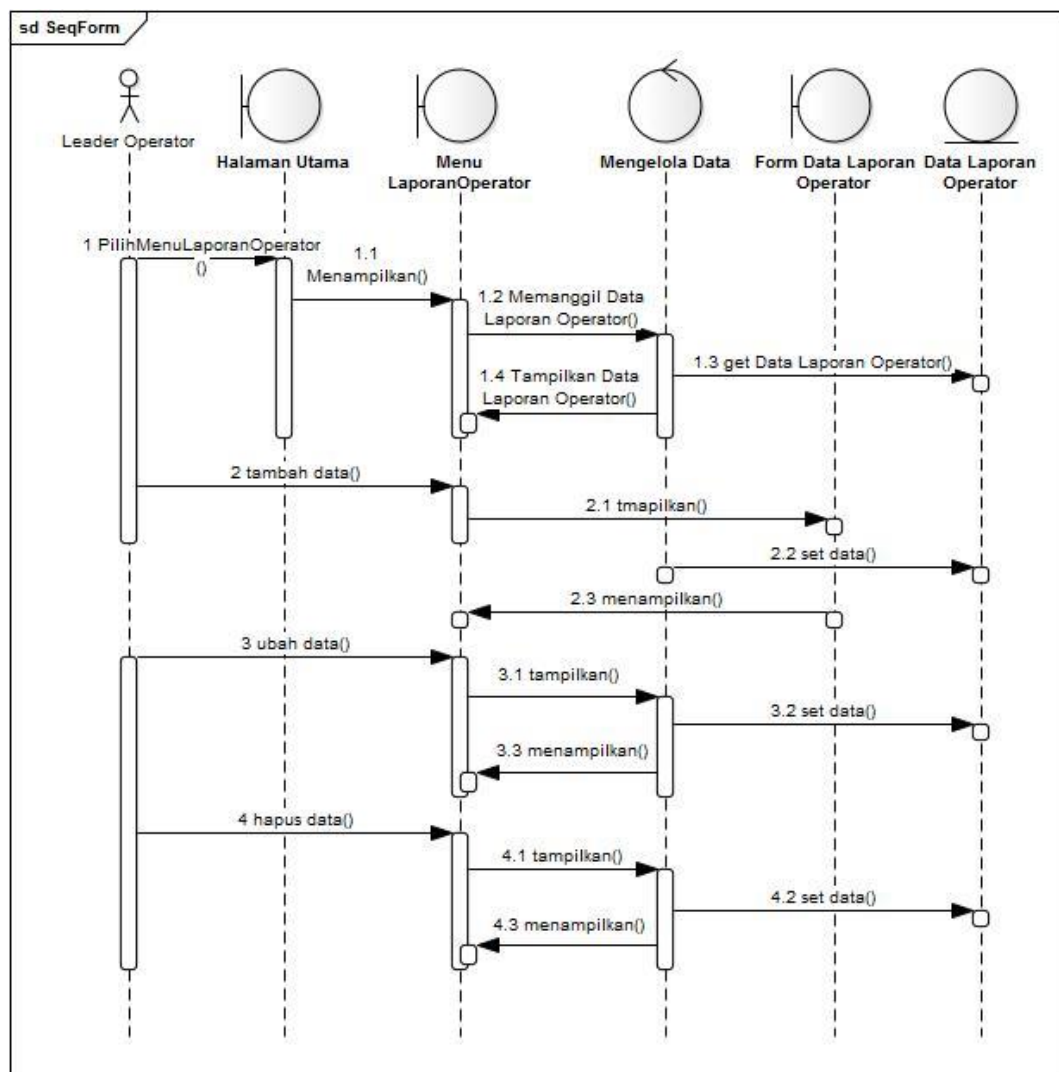 sd SeqForm
Leader Operator
Halaman Utama
Menu
LaporanOperator
Mengelola Data
Form Data Laporan
Operator
Data Laporan
Operator
1 PilihMenuLaporanOperator
()
1.1
Menampilkan()
1.2 Memanggil Data
Laporan Operator()
1.3 get Data Laporan Operator()
1.4 Tampilkan Data
Laporan Operator()
2 tambah data()
2.1 tmapilkan()
2.2 set data()
2.3 menampilkan()
3 ubah data()
3.1 tampilkan()
3.2 set data()
3.3 menampilkan()
4 hapus data()
4.1 tampilkan()
4.2 set data()
4.3 menampilkan()